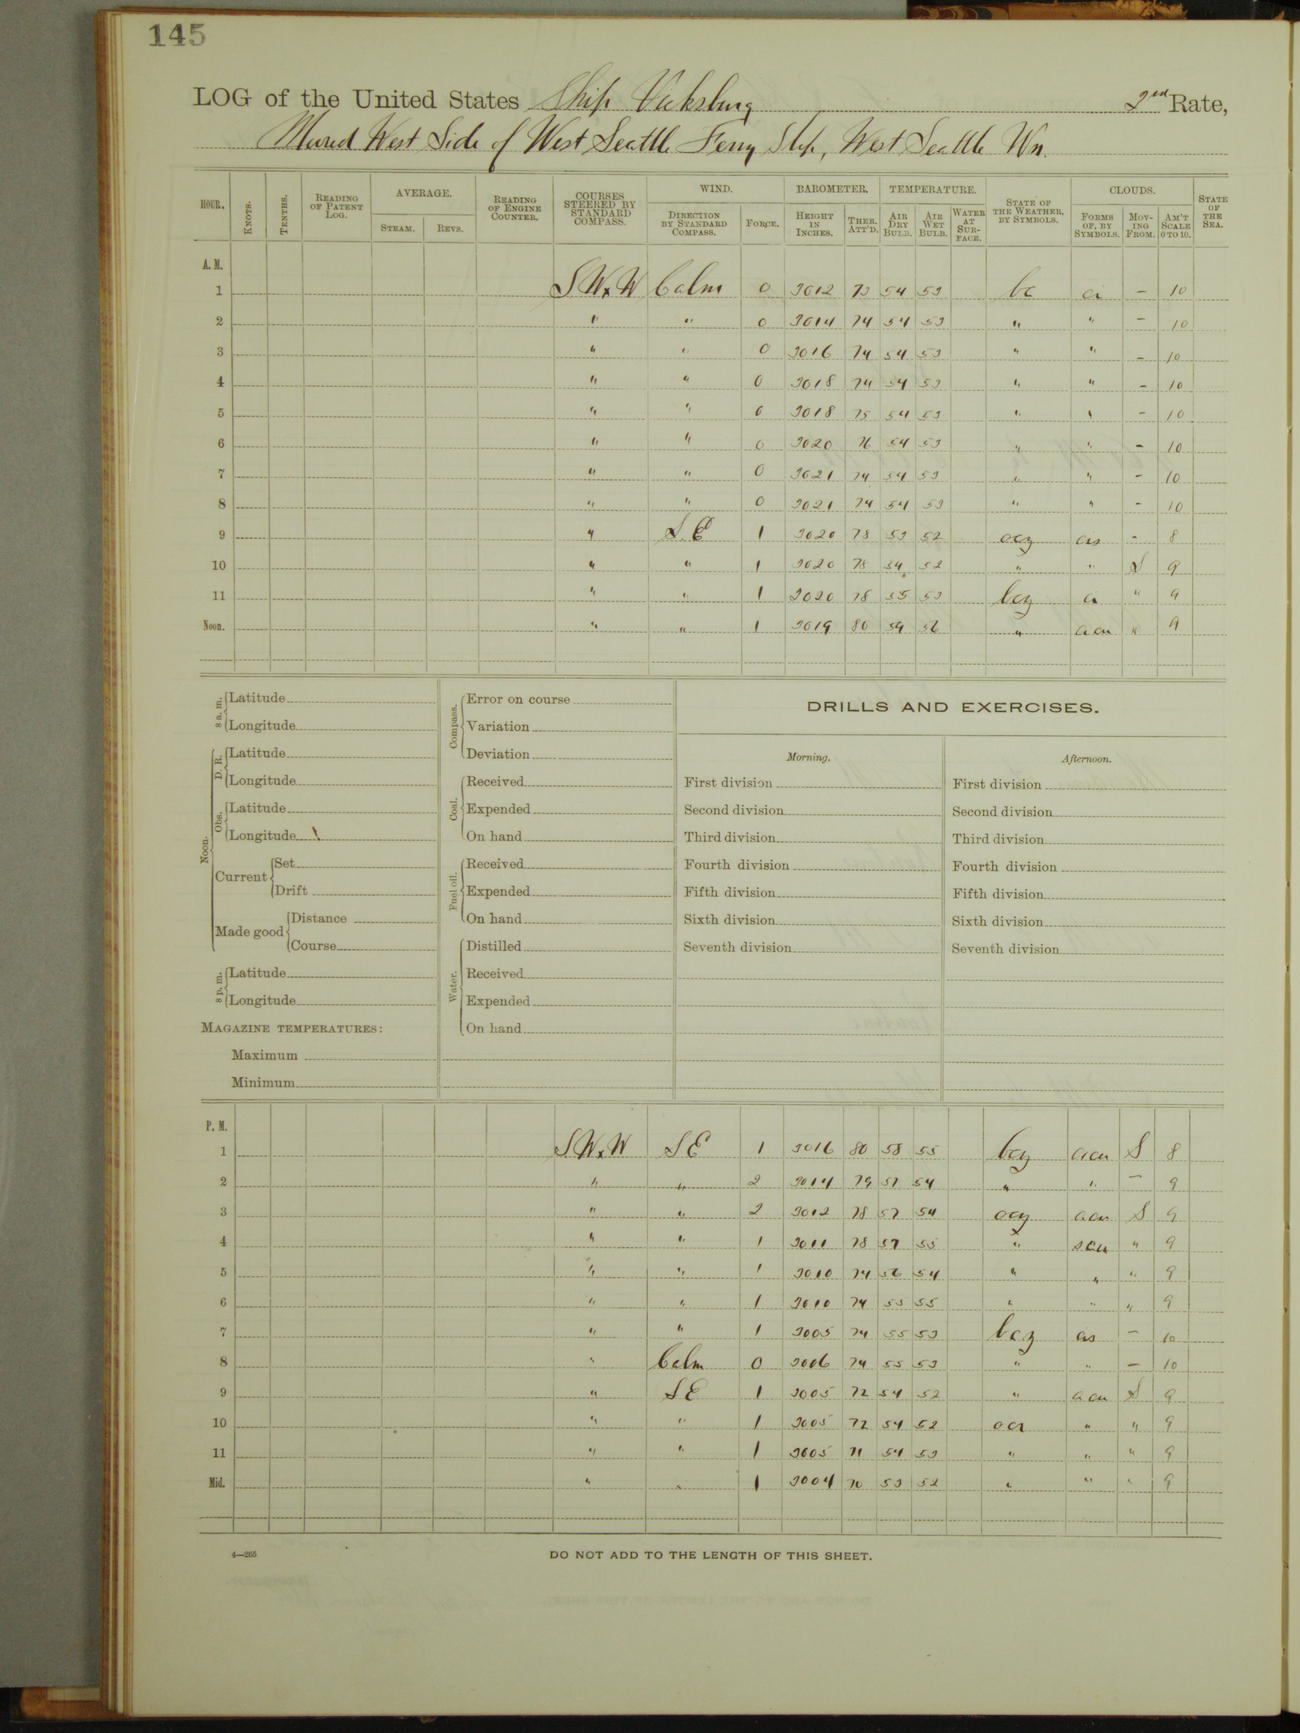 145
LOG of the United States Ship Vicksburg 2nd Rate,
Moored West Side of West Seattle Ferry Slip, West Seattle Wn.
HOUR. KNOTS. TENTHS. READING OF PATENT LOG. AVERAGE. STEAM. REVS. READING OF ENGINE COUNTER. COURSES STEERED BY STANDARD COMPASS. WIND. DIRECTION BY STANDARD COMPASS. FORCE. BAROMETER. HEIGHT IN INCHES. THER. ATT'D. TEMPERATURE. AIR DRY BULB. AIR WET BULB. WATER AT SURFACE. STATE OF THE WEATHER, BY SYMBOLS. CLOUDS. FORMS OF, BY SYMBOLS. MOVING FROM. AM'T SCALE 0 TO 10. STATE OF THE SEA.
A. M.
1 SWxW Calm 0 3012 73 54 53 bc a - 10
2 " " 0 3014 74 54 53 " " - 10
3 " " 0 3016 74 54 53 " " - 10
4 " " 0 3018 74 54 53 " " - 10
5 " " 0 3018 75 54 53 " " - 10
6 " " 0 3020 76 54 53 " " - 10
7 " " 0 3021 74 54 53 " " - 10
8 " " 0 3021 74 54 53 " " - 10
9 " SE 1 3020 78 53 52 ocz as - 8
10 " " 1 3020 78 54 52 " " S 9
11 " " 1 3020 78 55 53 bcz a " 9
Noon. " " 1 3019 80 59 56 " acu " 9
8 a. m. Latitude
Longitude
Noon. D. R. Latitude
Longitude
Obs. Latitude
Longitude
Current Set
Drift
Made good Distance
Course
8 p. m. Latitude
Longitude
MAGAZINE TEMPERATURES:
Maximum
Minimum
Compass. Error on course
Variation
Deviation
Coal. Received
Expended
On hand
Fuel oil. Received
Expended
On hand
Water. Distilled
Received
Expended
On hand
DRILLS AND EXERCISES.
Morning. Afternoon.
First division First division
Second division Second division
Third division Third division
Fourth division Fourth division
Fifth division Fifth division
Sixth division Sixth division
Seventh division Seventh division
P. M.
1 SWxW SE 1 3016 80 58 55 bcz acu S 8
2 " " 2 3014 79 57 54 " " - 9
3 " " 2 3012 78 57 54 ocz acu S 9
4 " " 1 3011 78 57 55 " scu " 9
5 " " 1 3010 74 56 54 " " " 9
6 " " 1 3010 74 55 55 " " " 9
7 " " 1 3005 74 55 53 bcz as - 10
8 " Calm 0 3006 74 55 53 " " - 10
9 " SE 1 3005 72 54 52 " acu S 9
10 " " 1 3005 72 54 52 " " 9
11 " " 1 3005 71 54 53 " " " 9
Mid. " " 1 3004 70 53 52 " " " 9
4—265
DO NOT ADD TO THE LENGTH OF THIS SHEET.